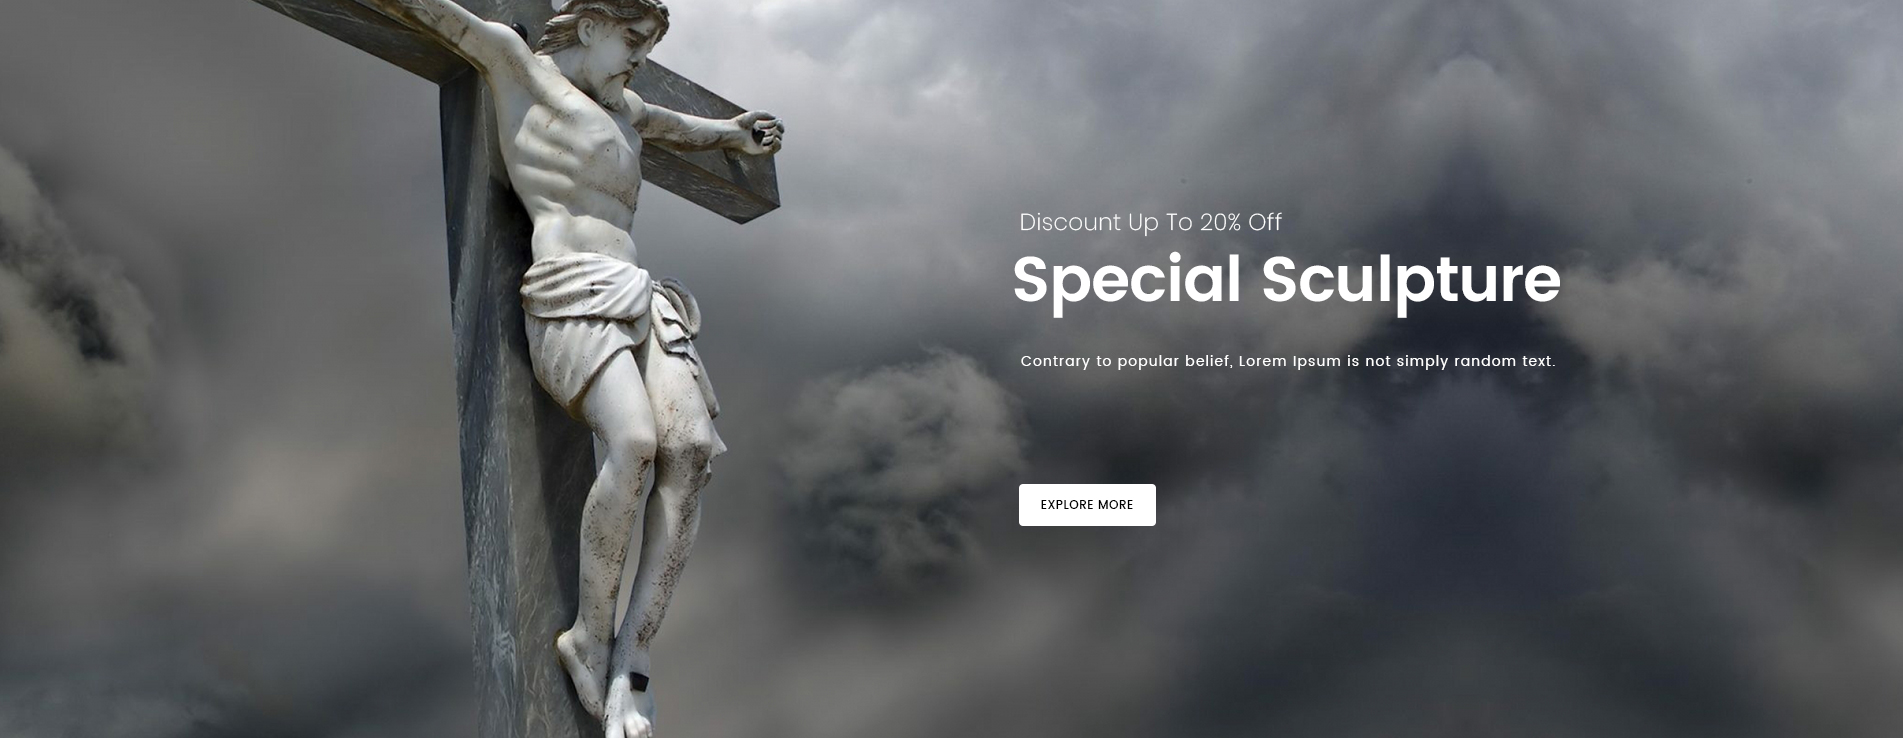 Discount Up To 20% Off
Special Sculpture
Contrary to popular belief, Lorem Ipsum is not simply random text.
EXPLORE MORE